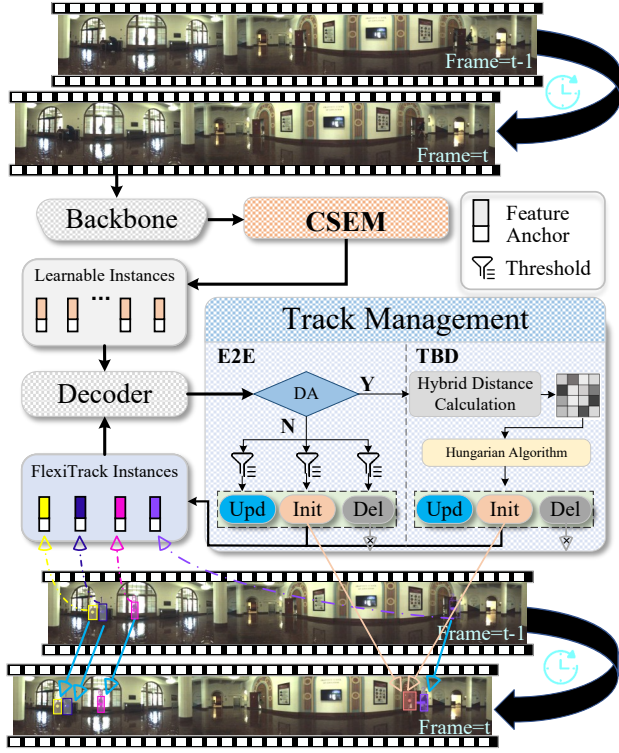 Frame=t-1
Frame=t
Backbone
CSEM
Feature
Anchor
Threshold
Learnable Instances
...
Track Management
E2E
TBD
Decoder
DA
Y
Hybrid Distance
Calculation
N
Hungarian Algorithm
FlexiTrack Instances
Upd
Init
Del
Upd
Init
Del
Frame=t-1
Frame=t